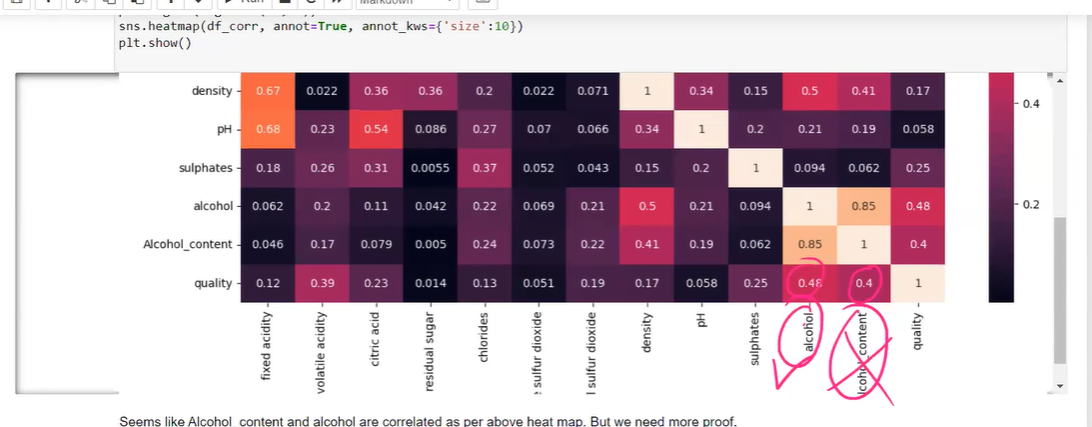 Run
Markdown
sns.heatmap(df_corr, annot=True, annot_kws={'size':10})
plt.show()
density 0.67 0.022 0.36 0.36 0.2 0.022 0.071 1 0.34 0.15 0.5 0.41 0.17
0.4
pH 0.68 0.23 0.54 0.086 0.27 0.07 0.066 0.34 1 0.2 0.21 0.19 0.058
sulphates 0.18 0.26 0.31 0.0055 0.37 0.052 0.043 0.15 0.2 1 0.094 0.062 0.25
alcohol 0.062 0.2 0.11 0.042 0.22 0.069 0.21 0.5 0.21 0.094 1 0.85 0.48
0.2
Alcohol_content 0.046 0.17 0.079 0.005 0.24 0.073 0.22 0.41 0.19 0.062 0.85 1 0.4
quality 0.12 0.39 0.23 0.014 0.13 0.051 0.19 0.17 0.058 0.25 0.48 0.4 1
fixed acidity
volatile acidity
citric acid
residual sugar
chlorides
sulfur dioxide
sulfur dioxide
density
pH
sulphates
alcohol
lcohol_content
quality
Seems like Alcohol_content and alcohol are correlated as per above heat map. But we need more proof.